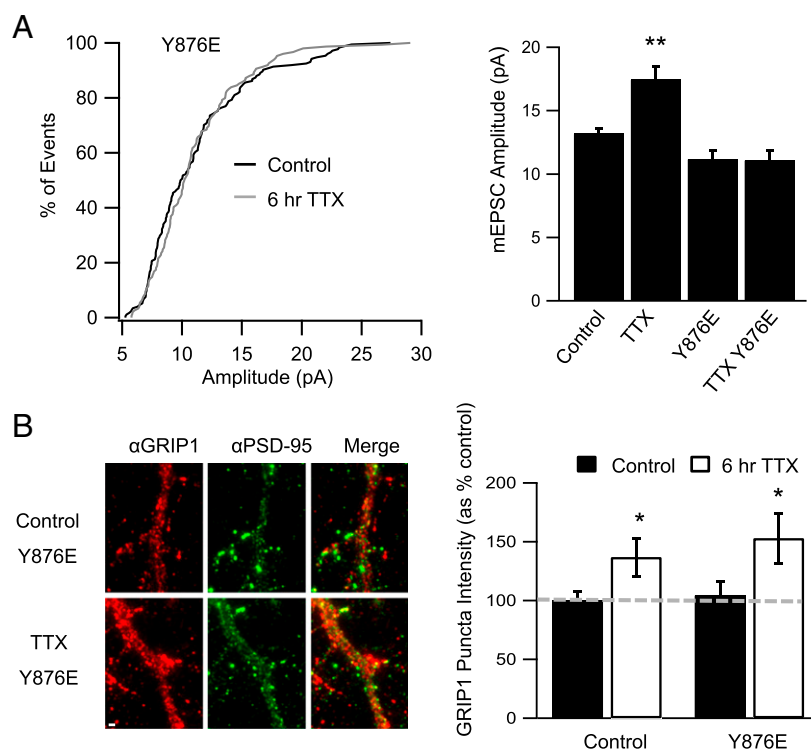 A
Y876E
% of Events
100
80
60
40
20
0
Control
6 hr TTX
5
10
15
20
25
30
Amplitude (pA)
mEPSC Amplitude (pA)
20
15
10
5
0
**
Control
TTX
Y876E
TTX Y876E
B
αGRIP1
αPSD-95
Merge
Control
Y876E
TTX
Y876E
GRIP1 Puncta Intensity (as % control)
Control
6 hr TTX
200
150
100
50
0
*
*
Control
Y876E